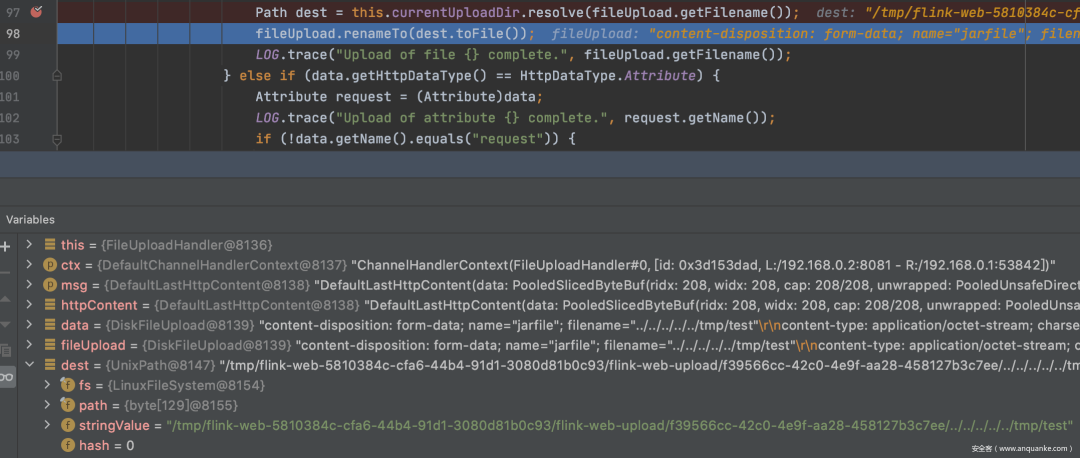 97 Path dest = this.currentUploadDir.resolve(fileUpload.getFilename()); dest: "/tmp/flink-web-5810384c-cf
98 fileUpload.renameTo(dest.toFile()); fileUpload: "content-disposition: form-data; name="jarfile"; filen
99 LOG.trace("Upload of file {} complete.", fileUpload.getFilename());
100 } else if (data.getHttpDataType() == HttpDataType.Attribute) {
101 Attribute request = (Attribute)data;
102 LOG.trace("Upload of attribute {} complete.", request.getName());
103 if (!data.getName().equals("request")) {
Variables
this = {FileUploadHandler@8136}
ctx = {DefaultChannelHandlerContext@8137} "ChannelHandlerContext(FileUploadHandler#0, [id: 0x3d153dad, L:/192.168.0.2:8081 - R:/192.168.0.1:53842])"
msg = {DefaultLastHttpContent@8138} "DefaultLastHttpContent(data: PooledSlicedByteBuf(ridx: 208, widx: 208, cap: 208/208, unwrapped: PooledUnsafeDirect
httpContent = {DefaultLastHttpContent@8138} "DefaultLastHttpContent(data: PooledSlicedByteBuf(ridx: 208, widx: 208, cap: 208/208, unwrapped: PooledUnsa
data = {DiskFileUpload@8139} "content-disposition: form-data; name="jarfile"; filename="../../../../../tmp/test"\r\ncontent-type: application/octet-stream; charse
fileUpload = {DiskFileUpload@8139} "content-disposition: form-data; name="jarfile"; filename="../../../../../tmp/test"\r\ncontent-type: application/octet-stream; c
dest = {UnixPath@8147} "/tmp/flink-web-5810384c-cfa6-44b4-91d1-3080d81b0c93/flink-web-upload/f39566cc-42c0-4e9f-aa28-458127b3c7ee/../../../../../tm
fs = {LinuxFileSystem@8154}
path = {byte[129]@8155}
stringValue = "/tmp/flink-web-5810384c-cfa6-44b4-91d1-3080d81b0c93/flink-web-upload/f39566cc-42c0-4e9f-aa28-458127b3c7ee/../../../../../tmp/test"
hash = 0
安全客（www.anquanke.com）